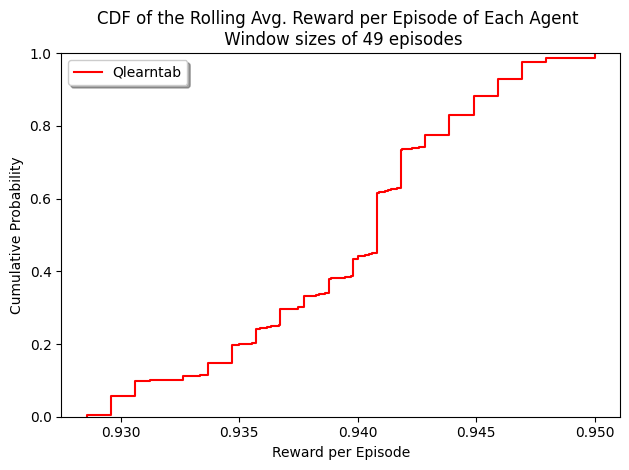 CDF of the Rolling Avg. Reward per Episode of Each Agent
Window sizes of 49 episodes
Qlearntab
1.0
0.8
0.6
0.4
0.2
0.0
Cumulative Probability
0.930
0.935
0.940
0.945
0.950
Reward per Episode